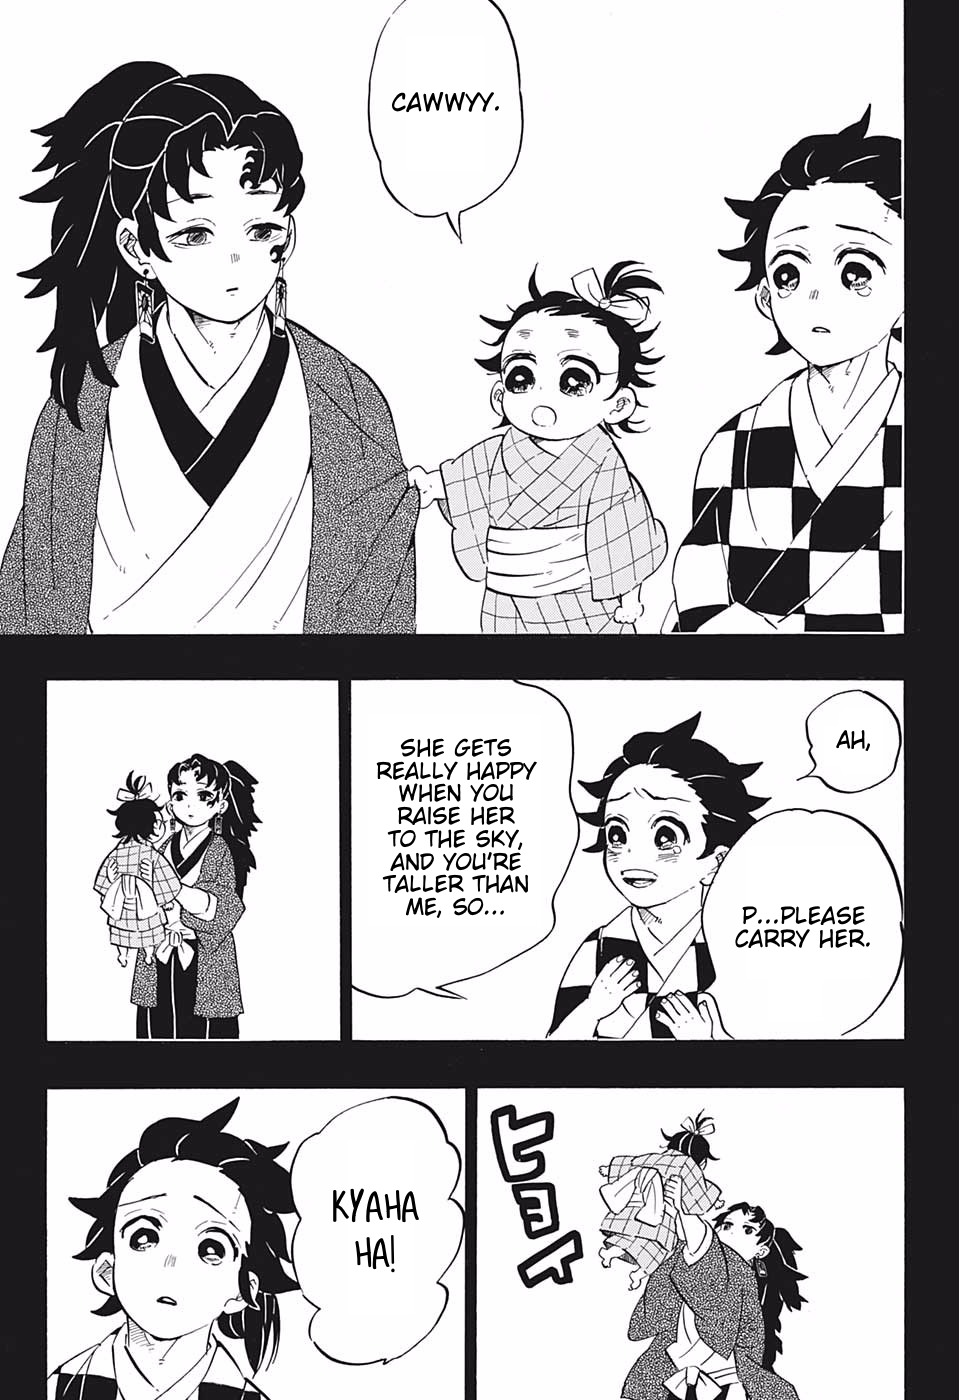 CAWWYY.
AH,
P...PLEASE
CARRY HER.
SHE GETS
REALLY HAPPY
WHEN YOU
RAISE HER
TO THE SKY,
AND YOU'RE
TALLER THAN
ME, SO...
ヒョイ
KYAHA
HA!